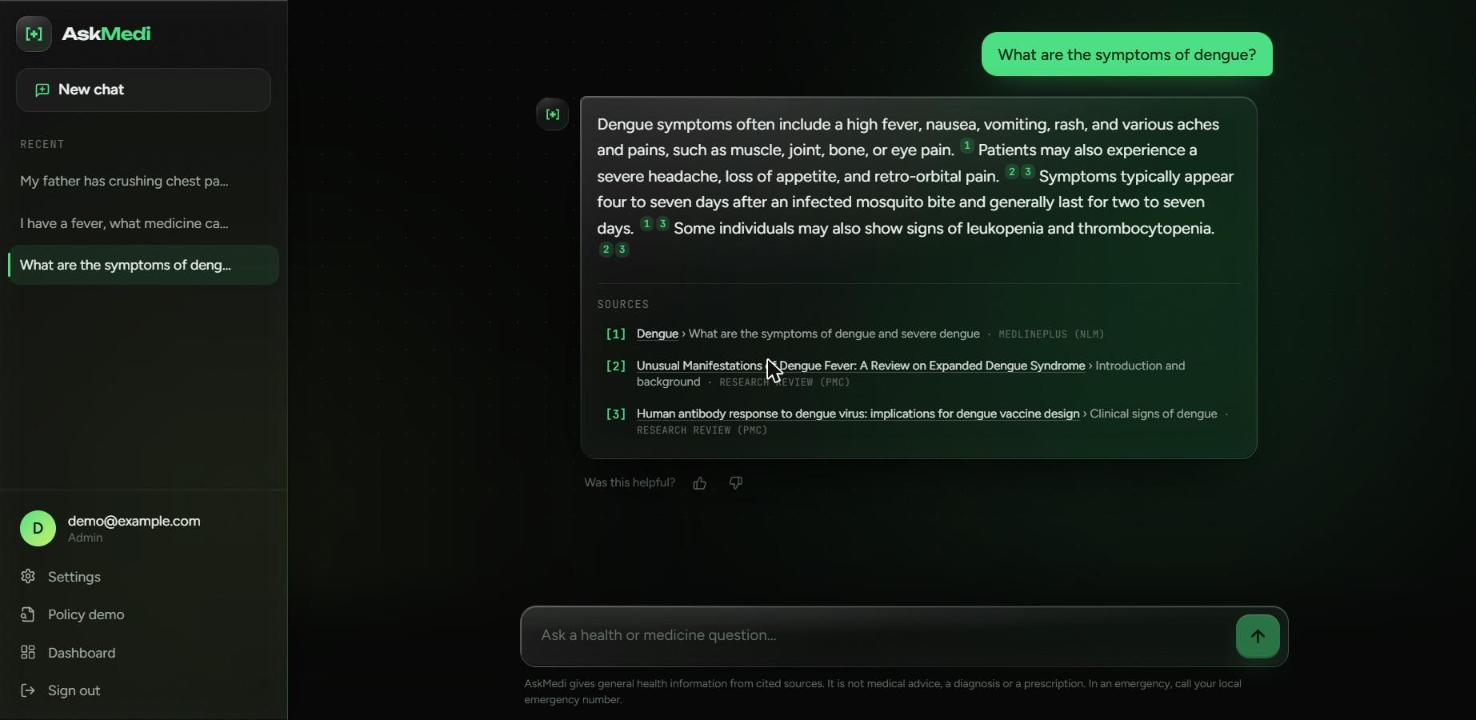 AskMedi
New chat
RECENT
My father has crushing chest pa...
I have a fever, what medicine ca...
What are the symptoms of deng...
demo@example.com
D
Admin
Settings
Policy demo
Dashboard
Sign out
What are the symptoms of dengue?
Dengue symptoms often include a high fever, nausea, vomiting, rash, and various aches
and pains, such as muscle, joint, bone, or eye pain. 1 Patients may also experience a
severe headache, loss of appetite, and retro-orbital pain. 2 3 Symptoms typically appear
four to seven days after an infected mosquito bite and generally last for two to seven
days. 1 3 Some individuals may also show signs of leukopenia and thrombocytopenia.
2 3
SOURCES
[1] Dengue › What are the symptoms of dengue and severe dengue · MEDLINEPLUS (NLM)
[2] Unusual Manifestations of Dengue Fever: A Review on Expanded Dengue Syndrome › Introduction and
background · RESEARCH REVIEW (PMC)
[3] Human antibody response to dengue virus: implications for dengue vaccine design › Clinical signs of dengue ·
RESEARCH REVIEW (PMC)
Was this helpful?
Ask a health or medicine question...
AskMedi gives general health information from cited sources. It is not medical advice, a diagnosis or a prescription. In an emergency, call your local
emergency number.